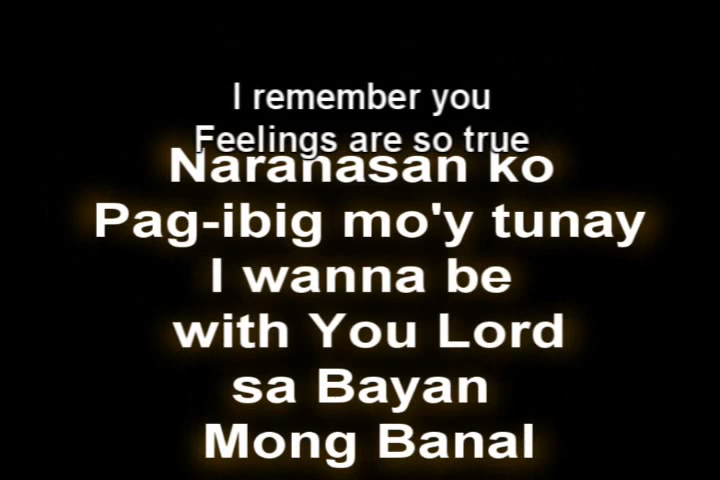 I remember you
Feelings are so true
Naranasan ko
Pag-ibig mo'y tunay
I wanna be
with You Lord
sa Bayan
Mong Banal